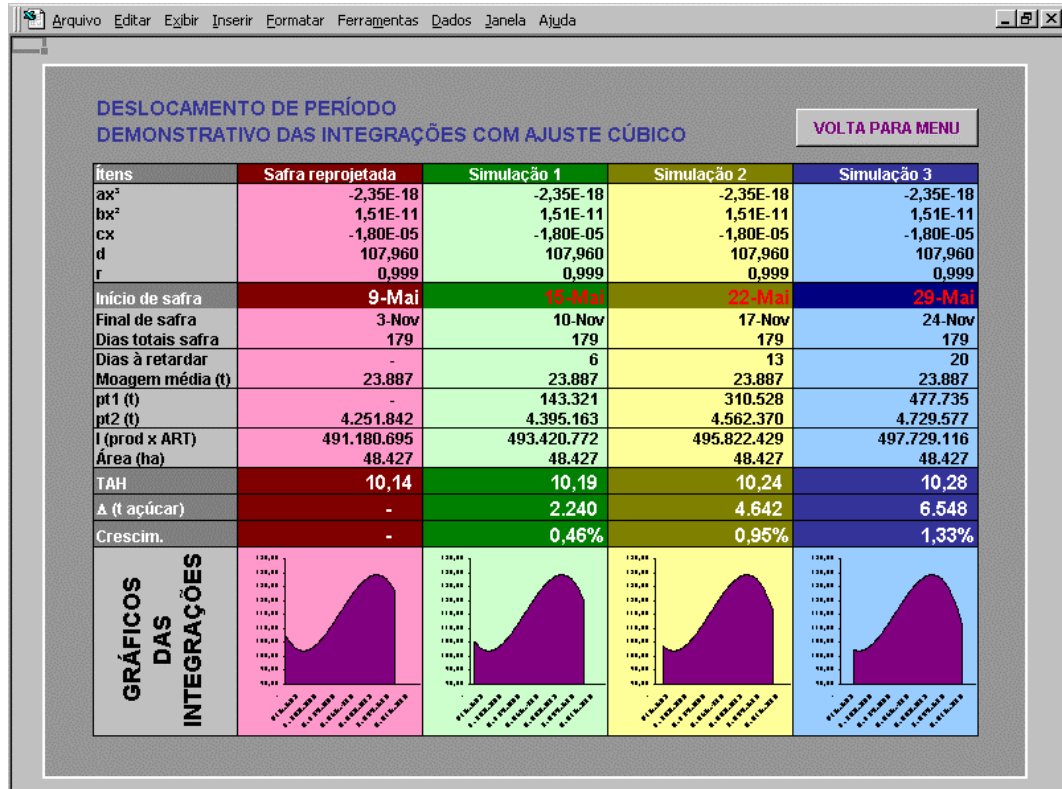 Arquivo Editar Exibir Inserir Formatar Ferramentas Dados Janela Ajuda
DESLOCAMENTO DE PERÍODO
DEMONSTRATIVO DAS INTEGRAÇÕES COM AJUSTE CÚBICO
VOLTA PARA MENU
Ítens Safra reprojetada Simulação 1 Simulação 2 Simulação 3
ax³ -2,35E-18 -2,35E-18 -2,35E-18 -2,35E-18
bx² 1,51E-11 1,51E-11 1,51E-11 1,51E-11
cx -1,80E-05 -1,80E-05 -1,80E-05 -1,80E-05
d 107,960 107,960 107,960 107,960
r 0,999 0,999 0,999 0,999
Início de safra 9-Mai 15-Mai 22-Mai 29-Mai
Final de safra 3-Nov 10-Nov 17-Nov 24-Nov
Dias totais safra 179 179 179 179
Dias à retardar - 6 13 20
Moagem média (t) 23.887 23.887 23.887 23.887
pt1 (t) - 143.321 310.528 477.735
pt2 (t) 4.251.842 4.395.163 4.562.370 4.729.577
I (prod x ART) 491.180.695 493.420.772 495.822.429 497.729.116
Área (ha) 48.427 48.427 48.427 48.427
TAH 10,14 10,19 10,24 10,28
Δ (t açúcar) - 2.240 4.642 6.548
Crescim. - 0,46% 0,95% 1,33%
GRÁFICOS
DAS
INTEGRAÇÕES